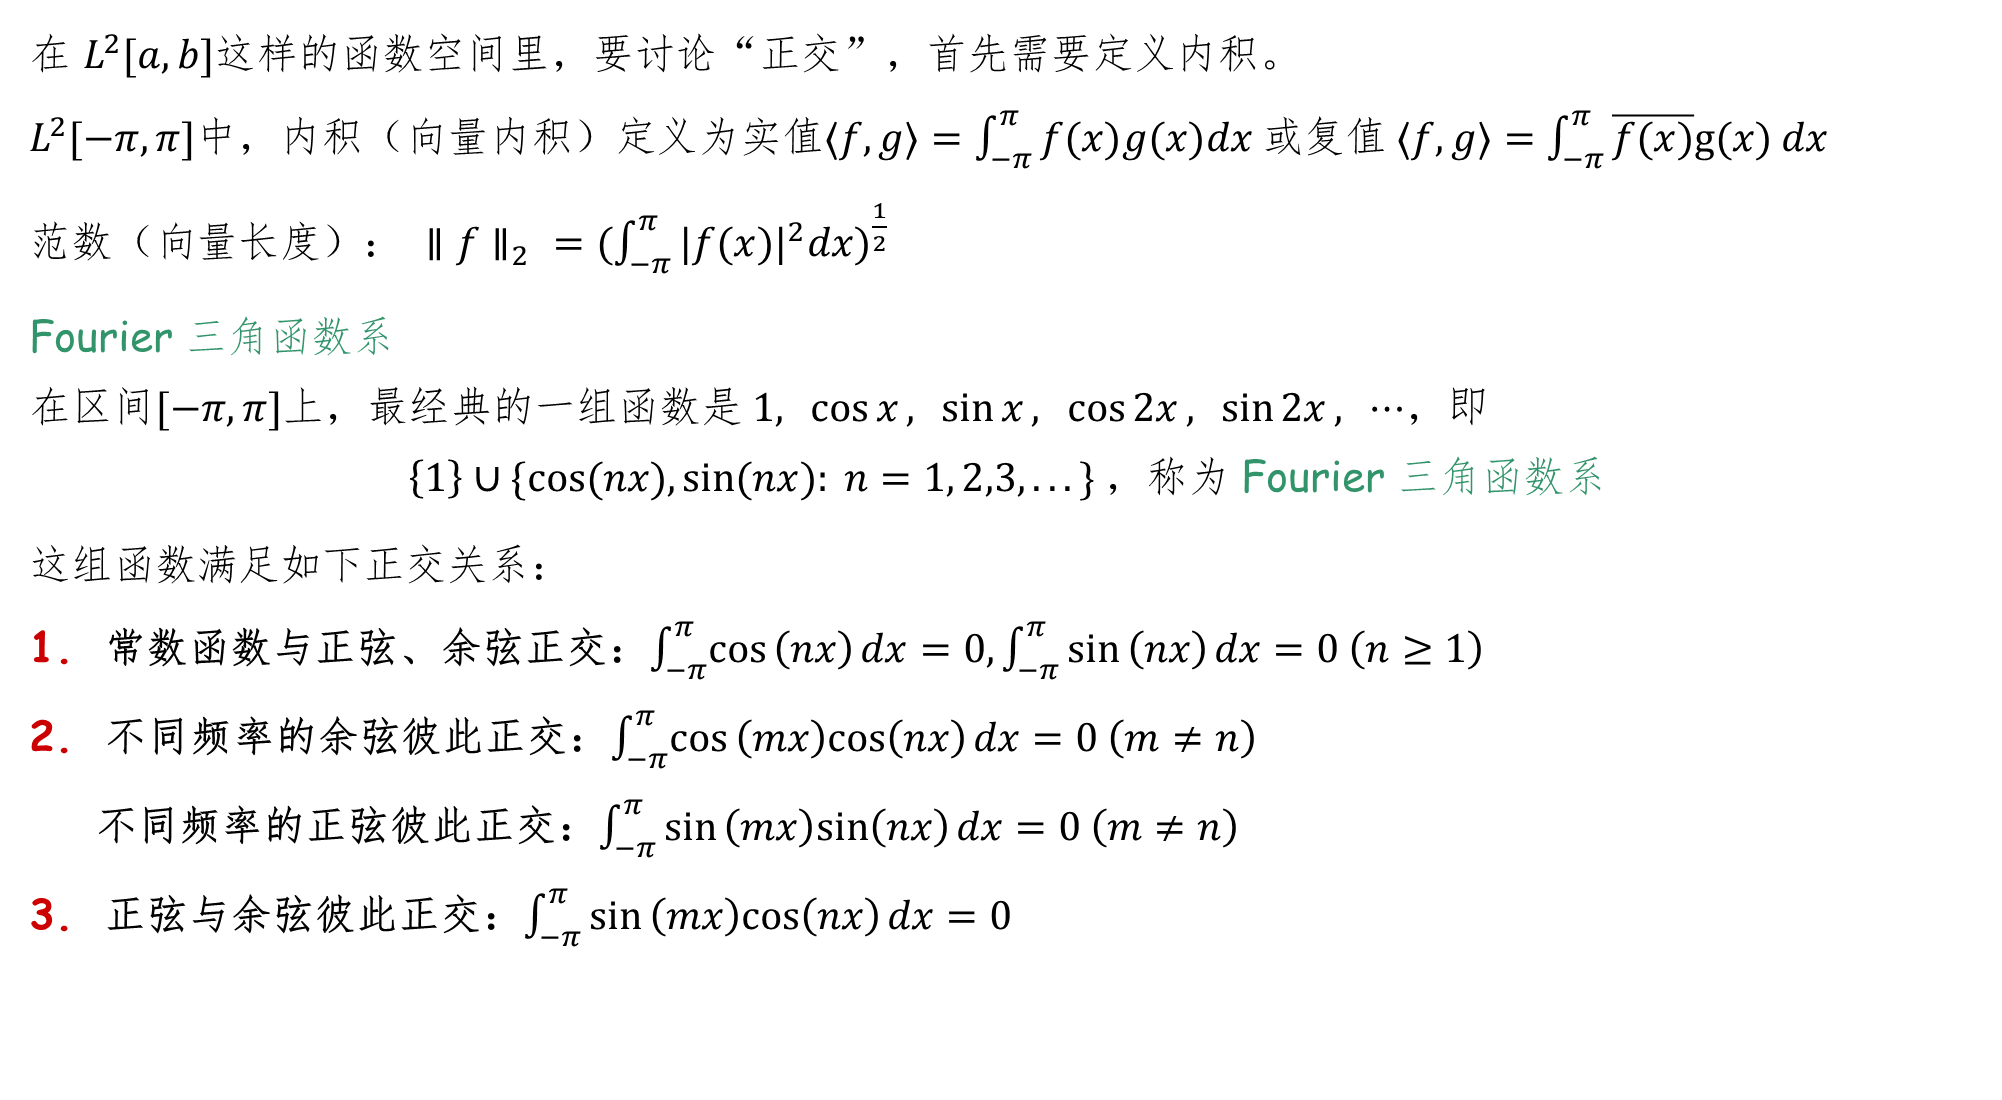 在 L²[a, b]这样的函数空间里，要讨论“正交”，首先需要定义内积。
L²[−π, π]中，内积（向量内积）定义为实值⟨f, g⟩ = ∫_{−π}^{π} f(x)g(x)dx 或复值 ⟨f, g⟩ = ∫_{−π}^{π} \overline{f(x)}g(x) dx
范数（向量长度）： ∥ f ∥₂ = (∫_{−π}^{π} |f(x)|²dx)^{1/2}
Fourier 三角函数系
在区间[−π, π]上，最经典的一组函数是 1, cos x, sin x, cos 2x, sin 2x, ⋯，即
{1} ∪ {cos(nx), sin(nx): n = 1, 2,3, . . . }，称为 Fourier 三角函数系
这组函数满足如下正交关系：
1. 常数函数与正弦、余弦正交：∫_{−π}^{π} cos (nx) dx = 0, ∫_{−π}^{π} sin (nx) dx = 0 (n ≥ 1)
2. 不同频率的余弦彼此正交：∫_{−π}^{π} cos (mx)cos(nx) dx = 0 (m ≠ n)
不同频率的正弦彼此正交：∫_{−π}^{π} sin (mx)sin(nx) dx = 0 (m ≠ n)
3. 正弦与余弦彼此正交：∫_{−π}^{π} sin (mx)cos(nx) dx = 0